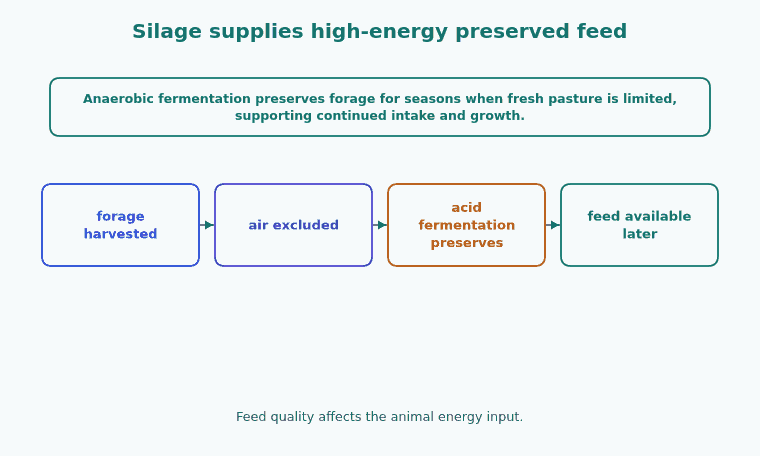 Silage supplies high-energy preserved feed
Anaerobic fermentation preserves forage for seasons when fresh pasture is limited,
supporting continued intake and growth.
forage
harvested
air excluded
acid
fermentation
preserves
feed available
later
Feed quality affects the animal energy input.